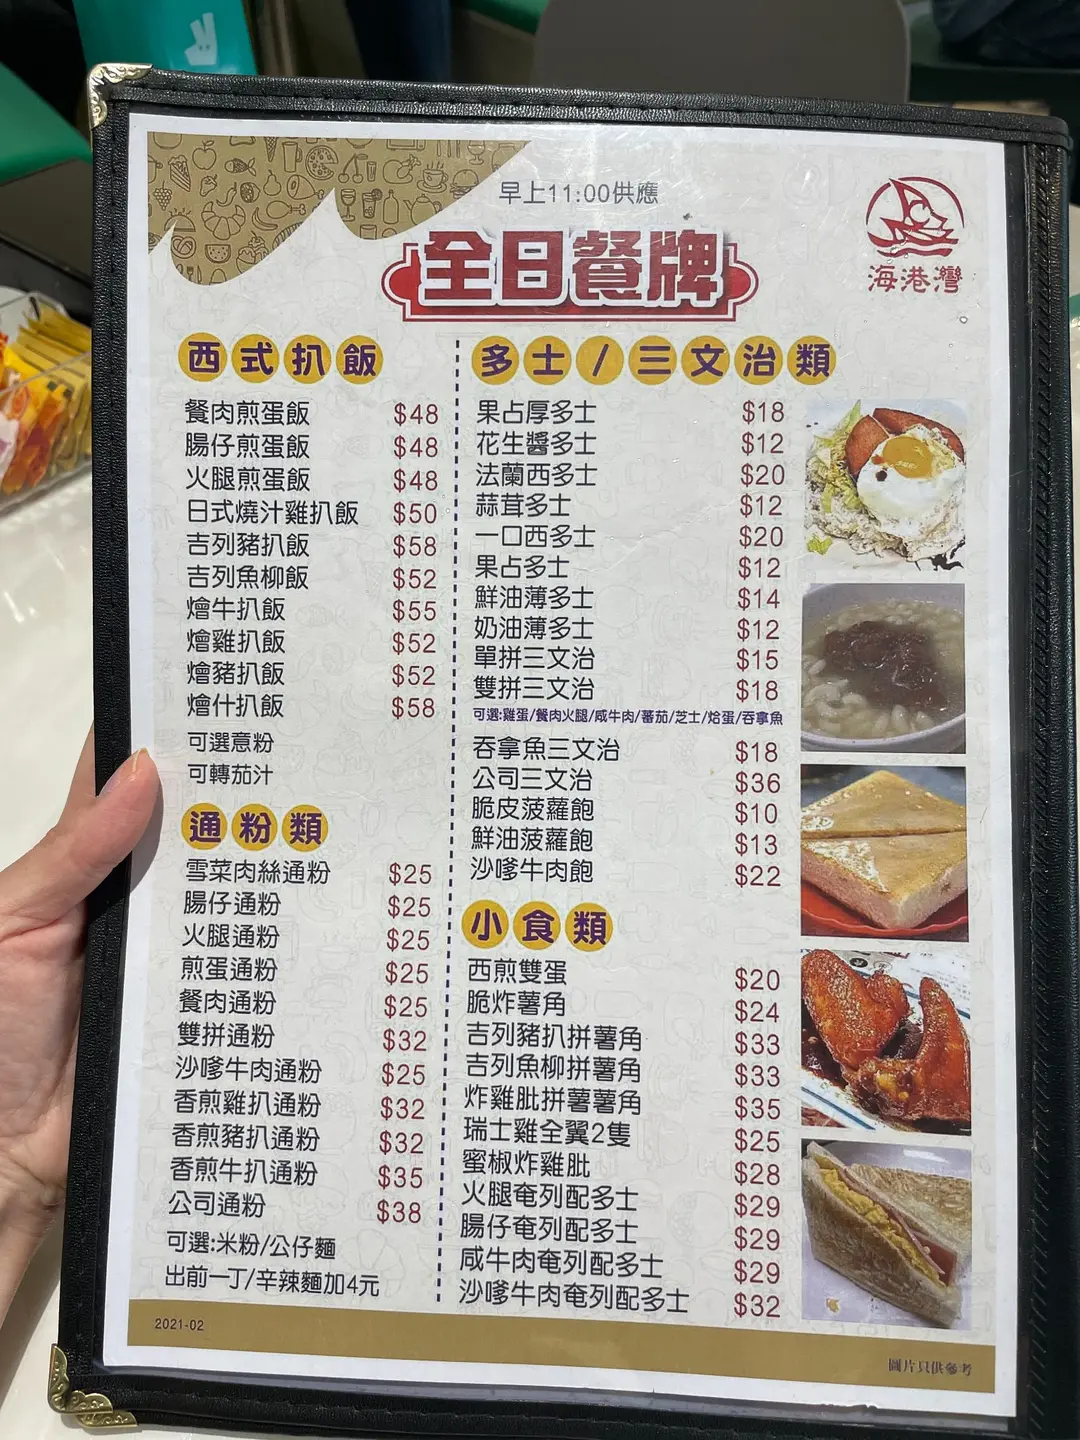 早上11:00供應
全日餐牌
海港灣
西式扒飯
餐肉煎蛋飯 $48
腸仔煎蛋飯 $48
火腿煎蛋飯 $48
日式燒汁雞扒飯 $50
吉列豬扒飯 $58
吉列魚柳飯 $52
燴牛扒飯 $55
燴雞扒飯 $52
燴豬扒飯 $52
燴什扒飯 $58
可選意粉
可轉茄汁
通粉類
雪菜肉絲通粉 $25
腸仔通粉 $25
火腿通粉 $25
煎蛋通粉 $25
餐肉通粉 $25
雙拼通粉 $32
沙嗲牛肉通粉 $25
香煎雞扒通粉 $32
香煎豬扒通粉 $32
香煎牛扒通粉 $35
公司通粉 $38
可選:米粉/公仔麵
出前一丁/辛辣麵加4元
多士/三文治類
果占厚多士 $18
花生醬多士 $12
法蘭西多士 $20
蒜茸多士 $12
一口西多士 $20
果占多士 $12
鮮油薄多士 $14
奶油薄多士 $12
單拼三文治 $15
雙拼三文治 $18
可選:雞蛋/餐肉火腿/咸牛肉/蕃茄/芝士/烚蛋/吞拿魚
吞拿魚三文治 $18
公司三文治 $36
脆皮菠蘿飽 $10
鮮油菠蘿飽 $13
沙嗲牛肉飽 $22
小食類
西煎雙蛋 $20
脆炸薯角 $24
吉列豬扒拼薯角 $33
吉列魚柳拼薯角 $33
炸雞肶拼薯薯角 $35
瑞士雞全翼2隻 $25
蜜椒炸雞肶 $28
火腿奄列配多士 $29
腸仔奄列配多士 $29
咸牛肉奄列配多士 $29
沙嗲牛肉奄列配多士 $32
2021-02
圖片只供參考